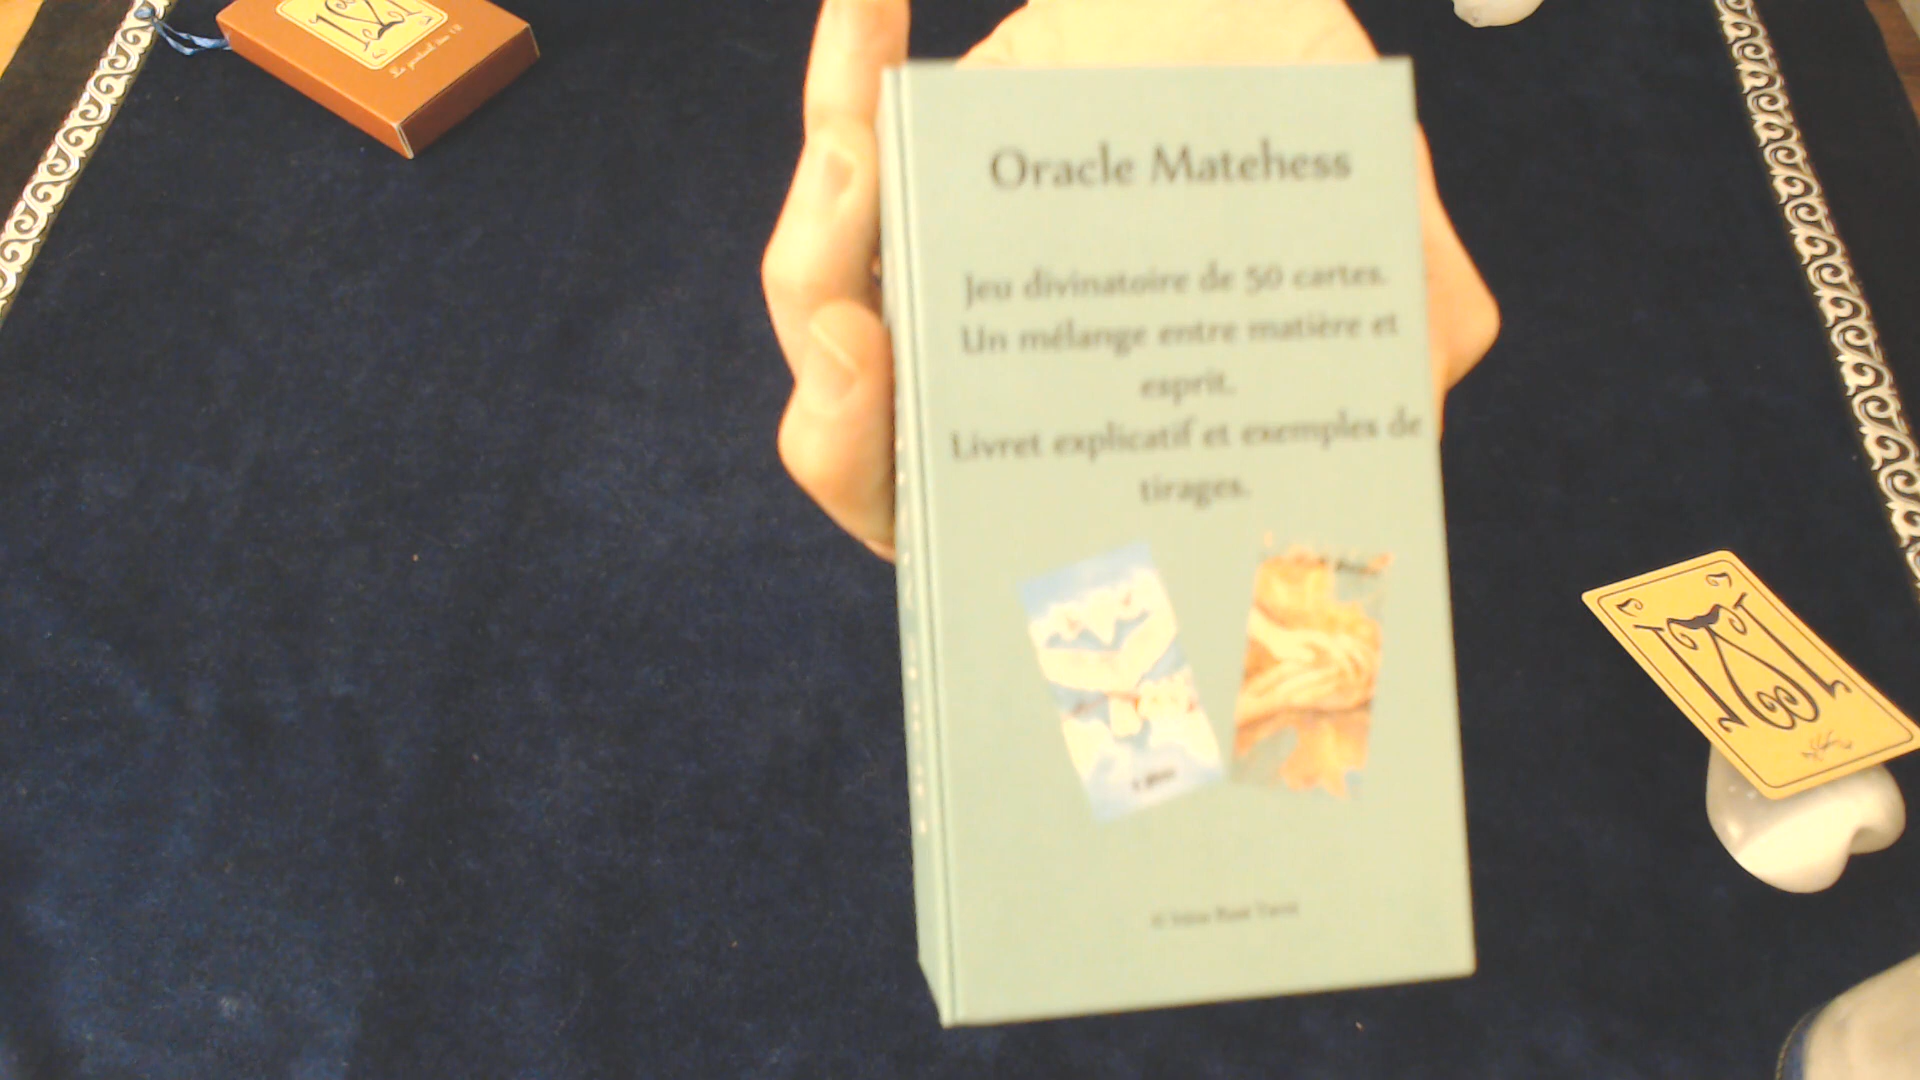 Oracle Matehess
Jeu divinatoire de 50 cartes.
Un mélange entre matière et
esprit.
Livret explicatif et exemples de
tirages.